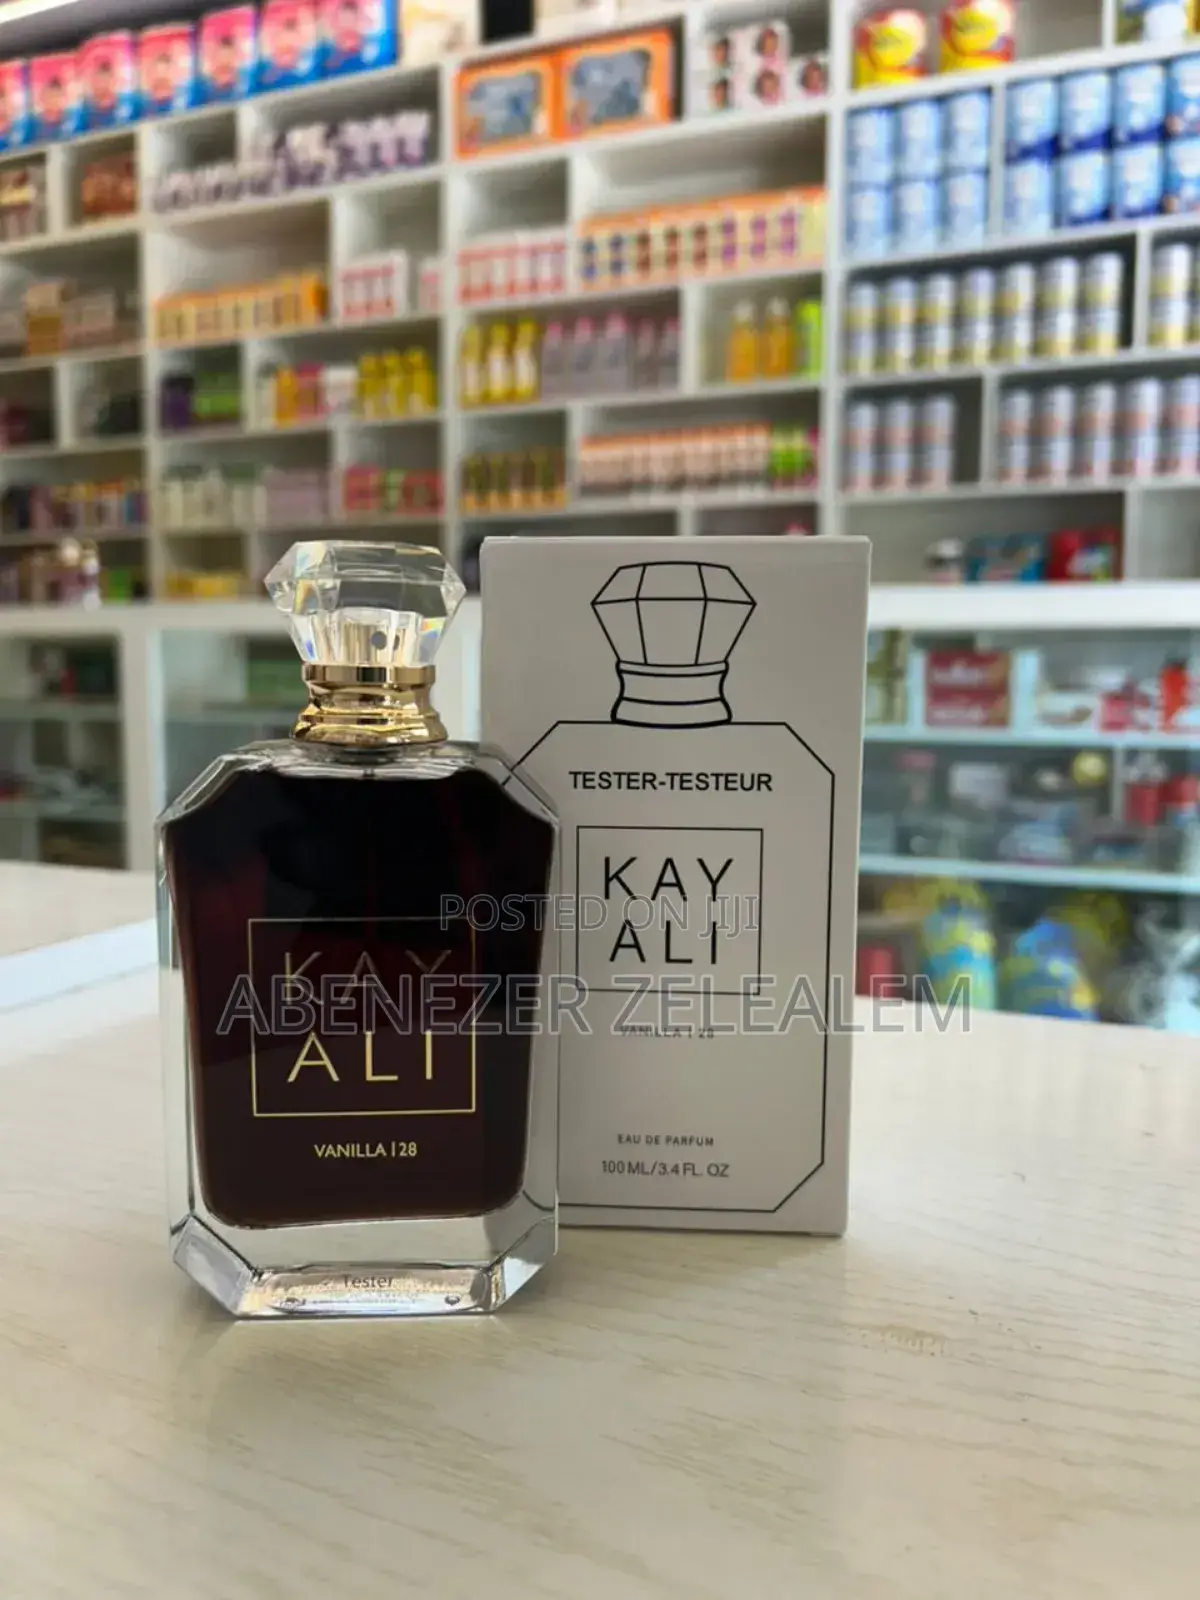 TESTER-TESTEUR
KAY
ALI
VANILLA | 28
EAU DE PARFUM
100 ML/3.4 FL. OZ
KAY
ALI
VANILLA | 28
Tester
POSTED ON JIJI
ABENEZER ZELEALEM